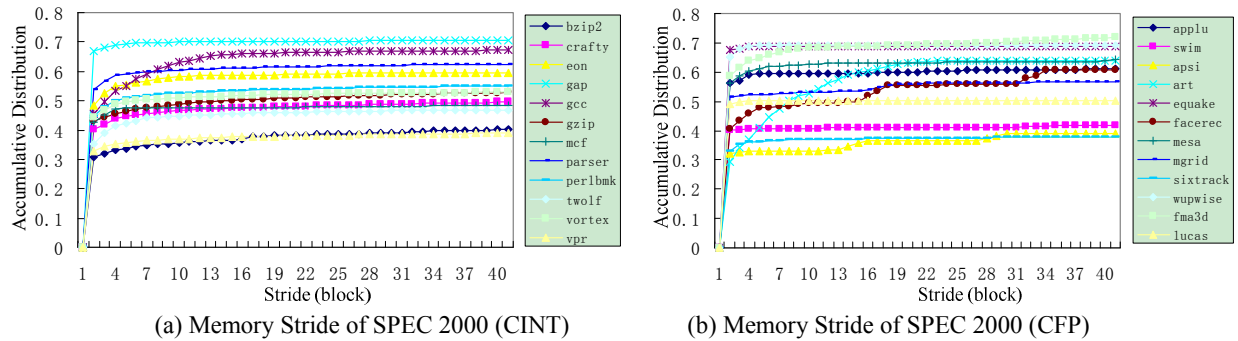 0.8
0.7
0.6
0.5
0.4
0.3
0.2
0.1
0
Accumulative Distribution
1 4 7 10 13 16 19 22 25 28 31 34 37 40
Stride (block)
bzip2
crafty
eon
gap
gcc
gzip
mcf
parser
perlbmk
twolf
vortex
vpr
(a) Memory Stride of SPEC 2000 (CINT)
0.8
0.7
0.6
0.5
0.4
0.3
0.2
0.1
0
Accumulative Distribution
1 4 7 10 13 16 19 22 25 28 31 34 37 40
Stride (block)
applu
swim
apsi
art
equake
facerec
mesa
mgrid
sixtrack
wupwise
fma3d
lucas
(b) Memory Stride of SPEC 2000 (CFP)